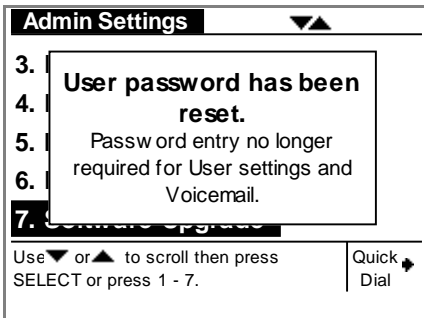 Admin Settings
3.
User password has been
reset.
4.
Password entry no longer
5.
required for User settings and
6.
Voicemail.
7. Software Upgrade
Use▼ or▲ to scroll then press
SELECT or press 1 - 7.
Quick
Dial